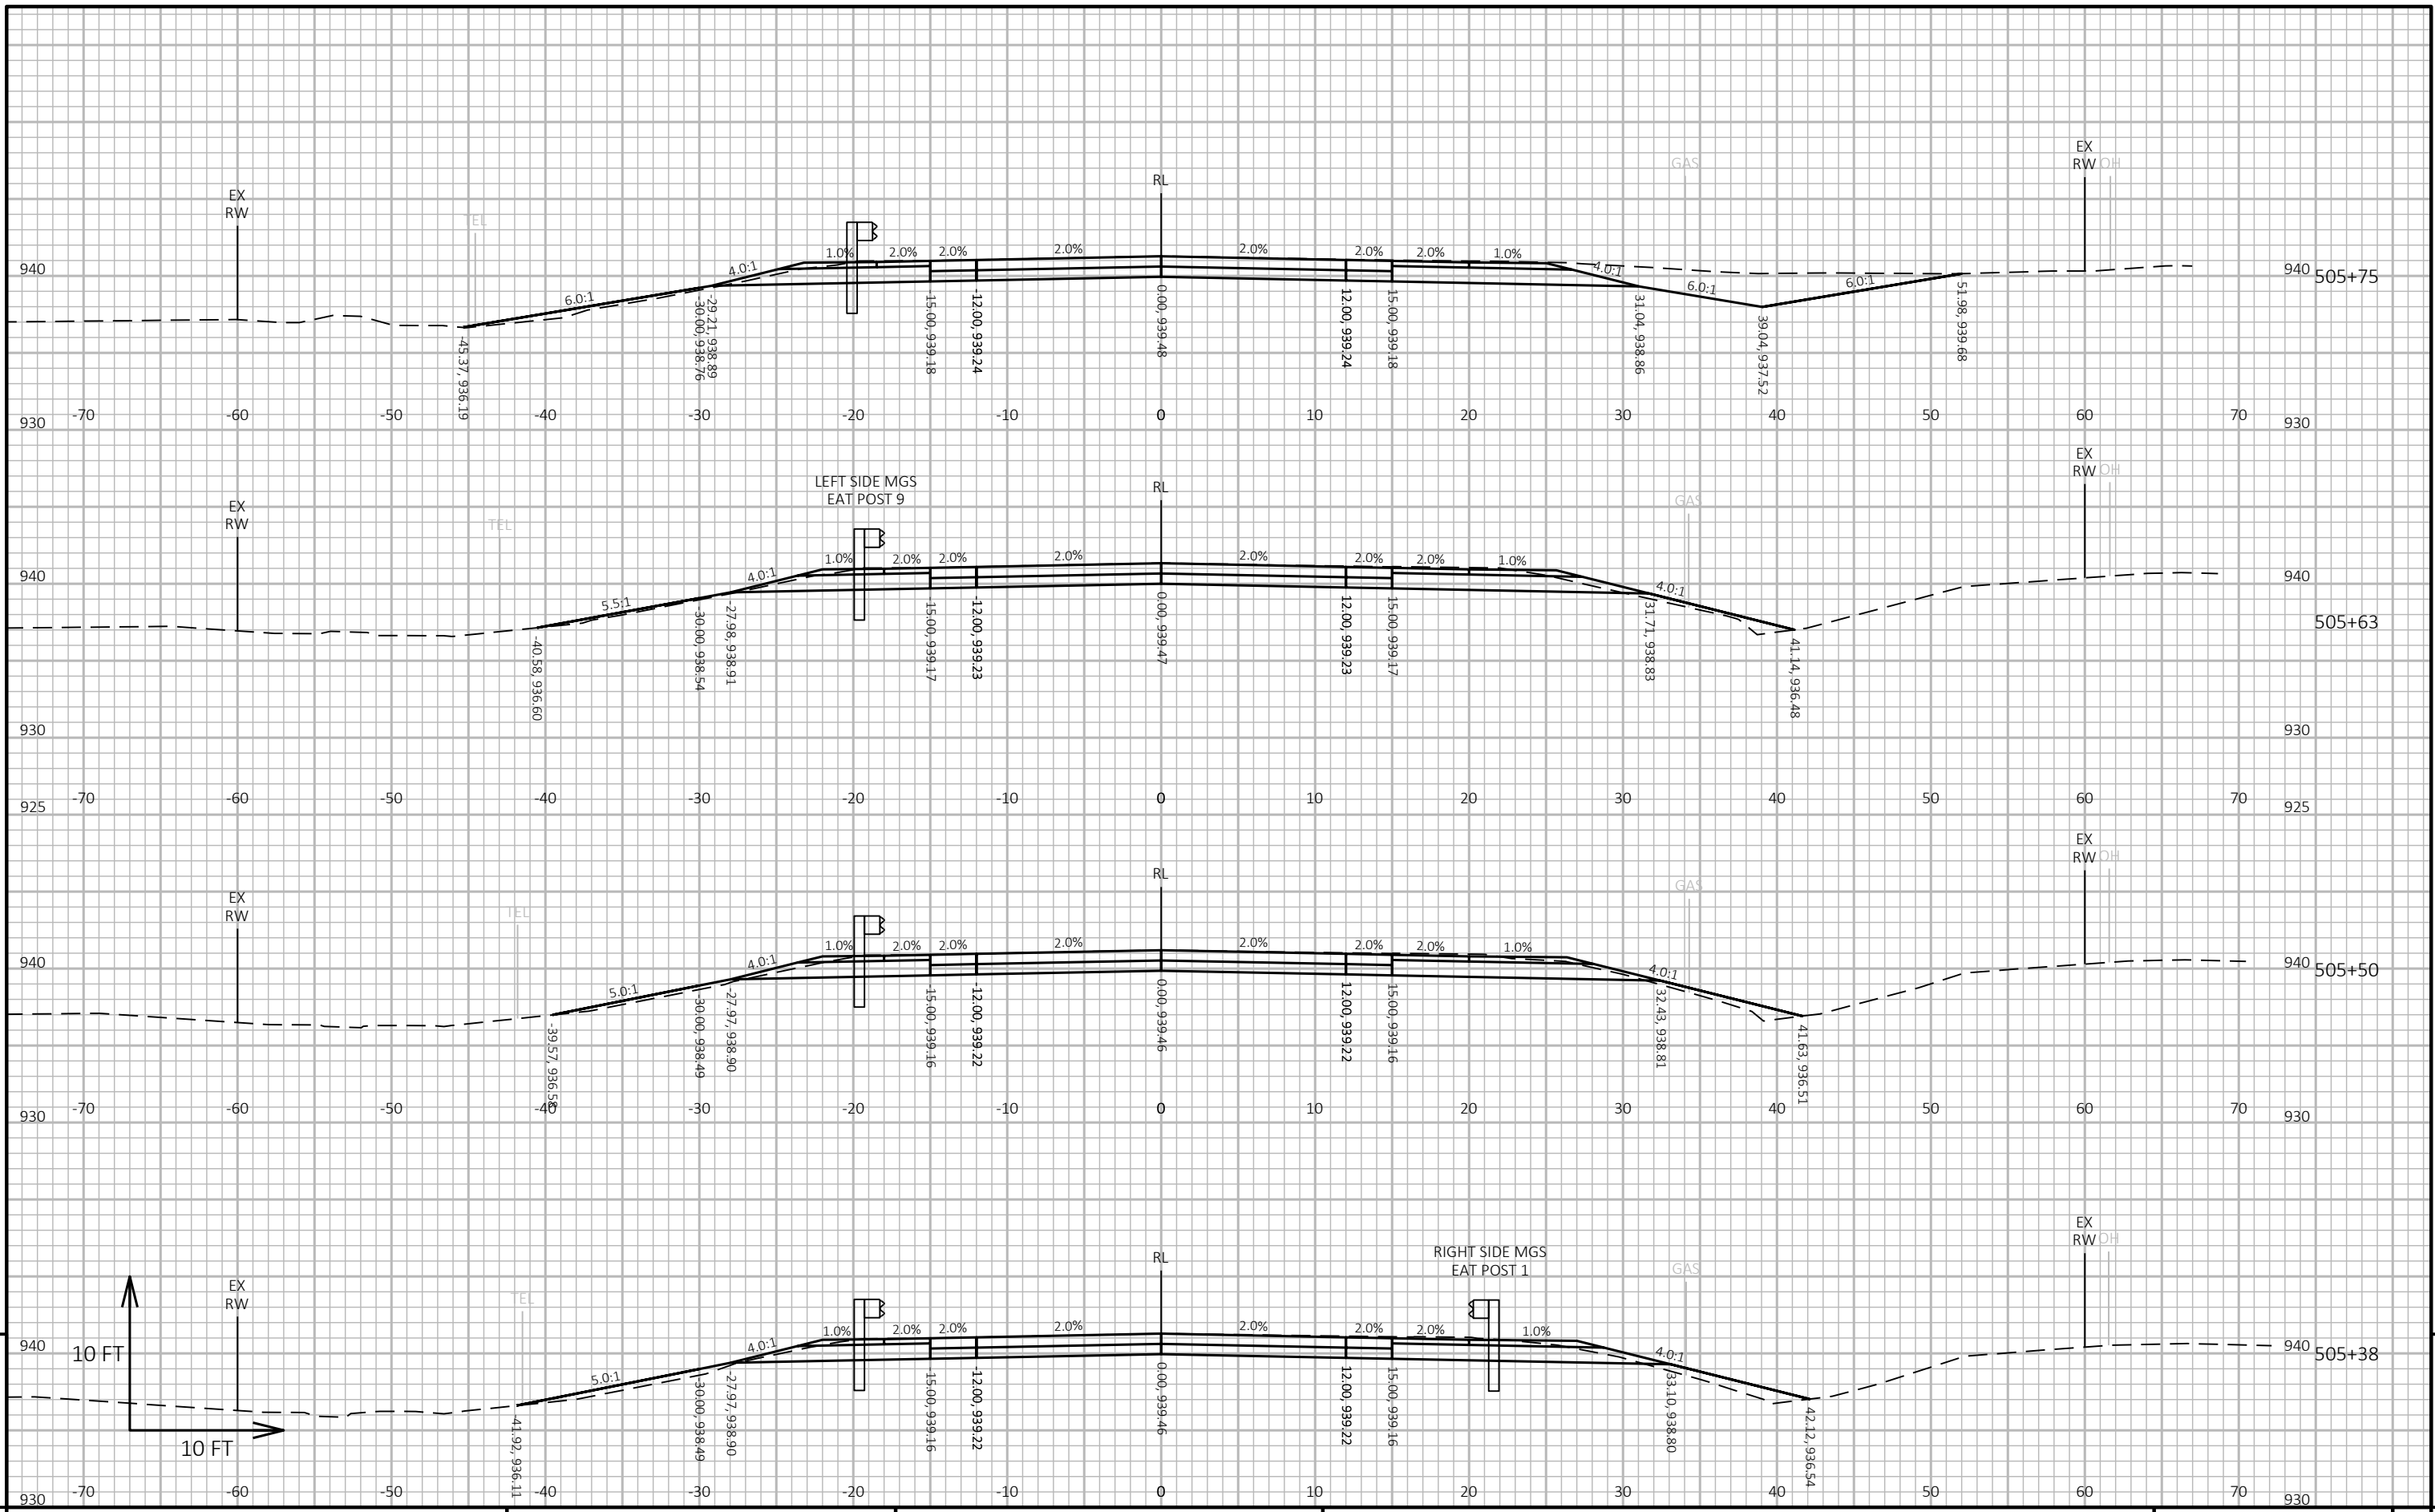 EX
RW OH
GAS
RL
EX
RW
TEL
1.0% 2.0% 2.0% 2.0% 2.0% 2.0% 2.0% 1.0%
940 6.0:1 4.0:1 4.0:1 6.0:1 6.0:1 940 505+75
-45.37, 936.19
-30.00, 938.76
-29.21, 938.89
15.00, 939.18
-12.00, 939.24
0.00, 939.48
12.00, 939.24
15.00, 939.18
31.04, 938.86
39.04, 937.52
51.98, 939.68
930 -70 -60 -50 -40 -30 -20 -10 0 10 20 30 40 50 60 70 930
EX
RW OH
LEFT SIDE MGS
EAT POST 9
RL
GAS
EX
RW
TEL
1.0% 2.0% 2.0% 2.0% 2.0% 2.0% 2.0% 1.0%
940 5.5:1 4.0:1 4.0:1 940
505+63
-40.58, 936.60
-30.00, 938.54
-27.98, 938.91
15.00, 939.17
-12.00, 939.23
0.00, 939.47
12.00, 939.23
15.00, 939.17
31.71, 938.83
41.14, 936.48
930 930
925 -70 -60 -50 -40 -30 -20 -10 0 10 20 30 40 50 60 70 925
EX
RW OH
RL
GAS
EX
RW
TEL
1.0% 2.0% 2.0% 2.0% 2.0% 2.0% 2.0% 1.0%
940 5.0:1 4.0:1 4.0:1 940 505+50
-39.57, 936.58
-30.00, 938.49
-27.97, 938.90
-15.00, 939.16
-12.00, 939.22
0.00, 939.46
12.00, 939.22
15.00, 939.16
32.43, 938.81
41.63, 936.51
930 -70 -60 -50 -40 -30 -20 -10 0 10 20 30 40 50 60 70 930
EX
RW OH
RIGHT SIDE MGS
EAT POST 1
RL
GAS
EX
RW
TEL
1.0% 2.0% 2.0% 2.0% 2.0% 2.0% 2.0% 1.0%
940 5.0:1 4.0:1 4.0:1 940 505+38
10 FT
10 FT
-41.92, 936.11
-30.00, 938.49
-27.97, 938.90
15.00, 939.16
-12.00, 939.22
0.00, 939.46
12.00, 939.22
15.00, 939.16
33.10, 938.80
42.12, 936.54
930 -70 -60 -50 -40 -30 -20 -10 0 10 20 30 40 50 60 70 930